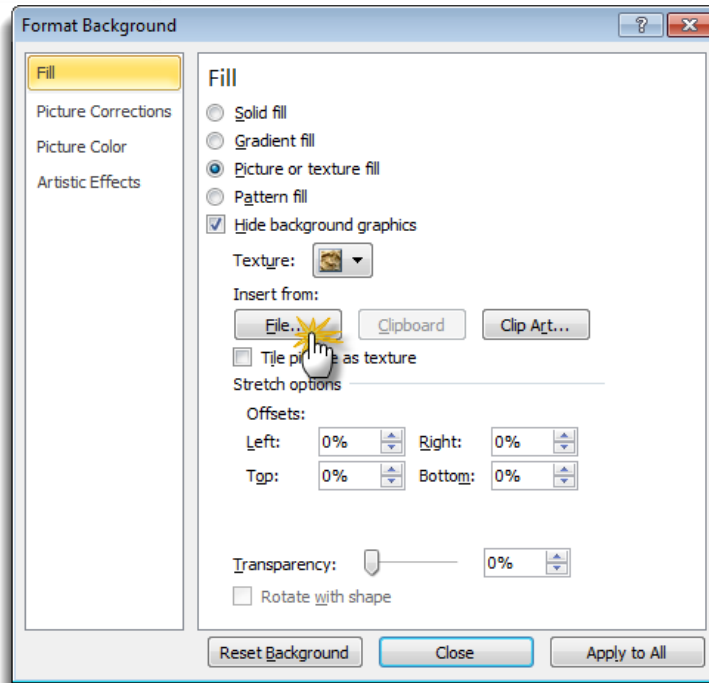 Format Background
Fill
Picture Corrections
Picture Color
Artistic Effects
Fill
Solid fill
Gradient fill
Picture or texture fill
Pattern fill
Hide background graphics
Texture:
Insert from:
File... Clipboard Clip Art...
Tile as texture
Stretch options
Offsets:
Left: 0% Right: 0%
Top: 0% Bottom: 0%
Transparency: 0%
Rotate with shape
Reset Background Close Apply to All